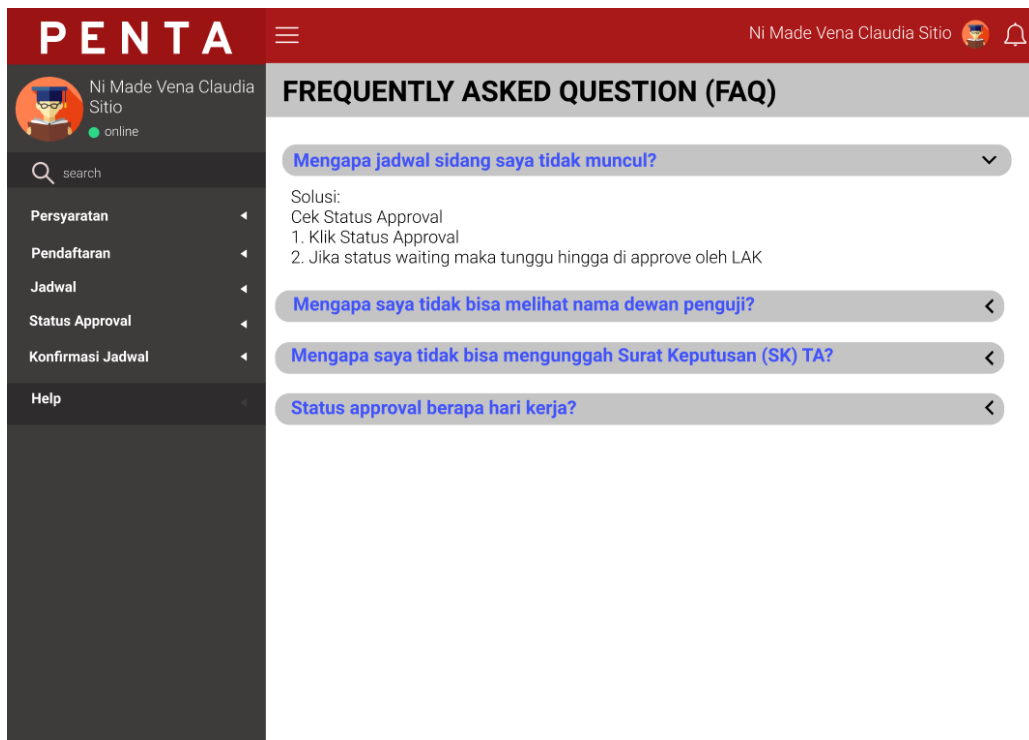 PENTA
Ni Made Vena Claudia Sitio
Ni Made Vena Claudia
Sitio
online
search
Persyaratan
Pendaftaran
Jadwal
Status Approval
Konfirmasi Jadwal
Help
FREQUENTLY ASKED QUESTION (FAQ)
Mengapa jadwal sidang saya tidak muncul?
Solusi:
Cek Status Approval
1. Klik Status Approval
2. Jika status waiting maka tunggu hingga di approve oleh LAK
Mengapa saya tidak bisa melihat nama dewan penguji?
Mengapa saya tidak bisa mengunggah Surat Keputusan (SK) TA?
Status approval berapa hari kerja?